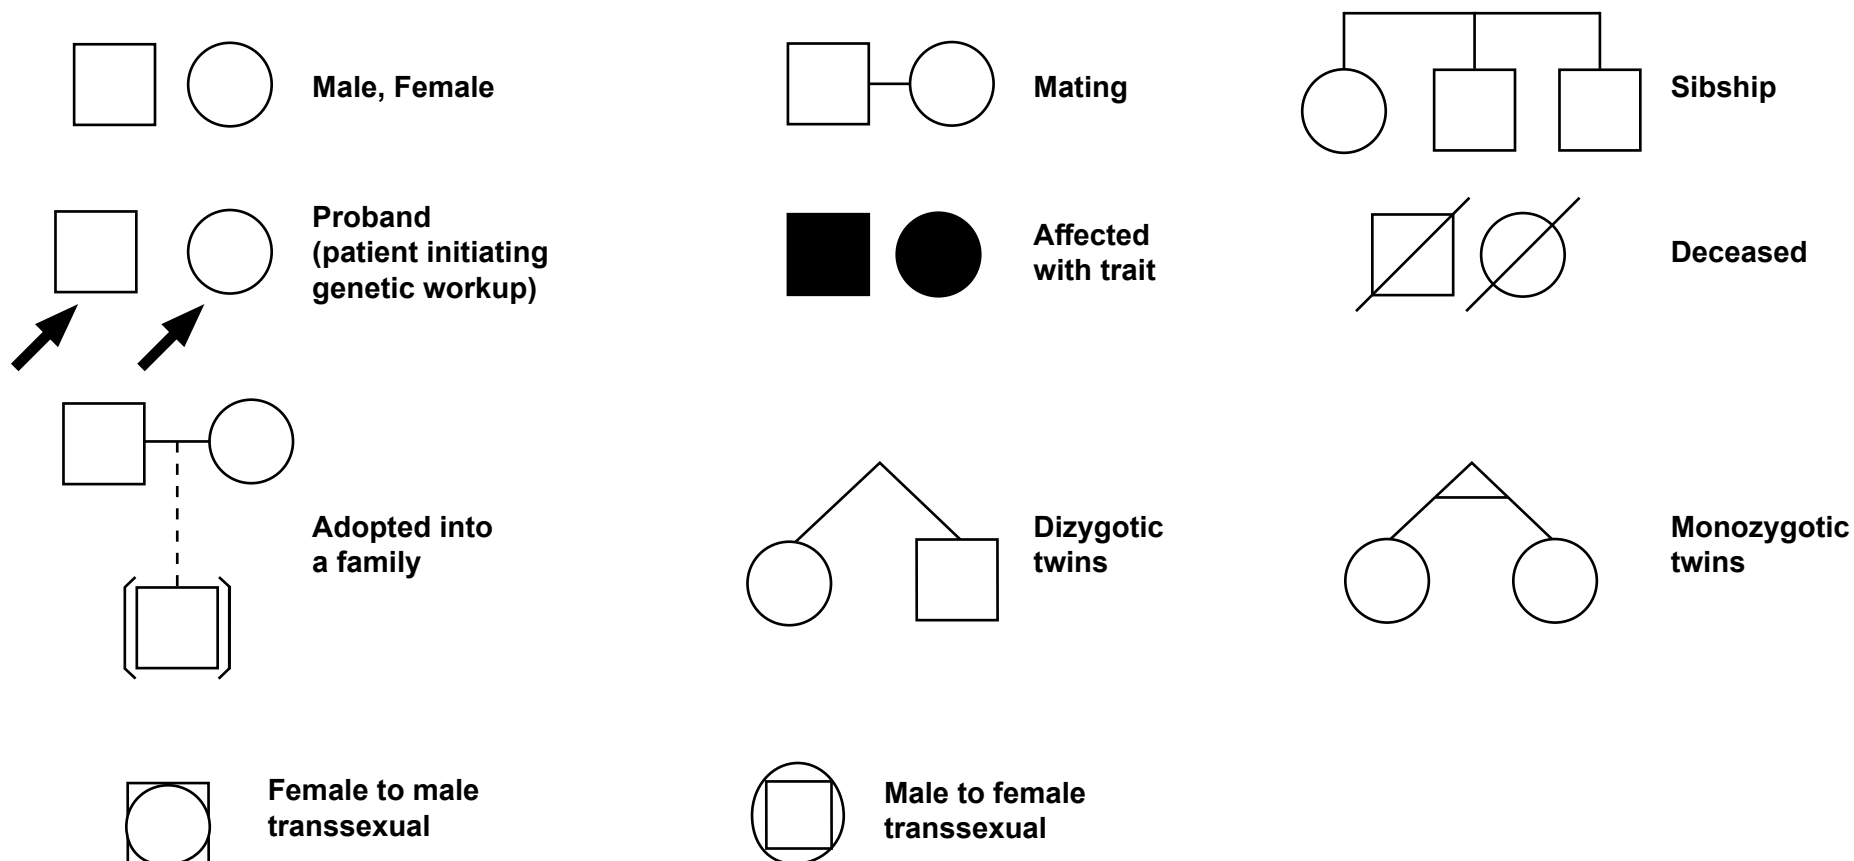 Male, Female
Mating
Sibship
Proband
(patient initiating
genetic workup)
Affected
with trait
Deceased
Adopted into
a family
Dizygotic
twins
Monozygotic
twins
Female to male
transsexual
Male to female
transsexual